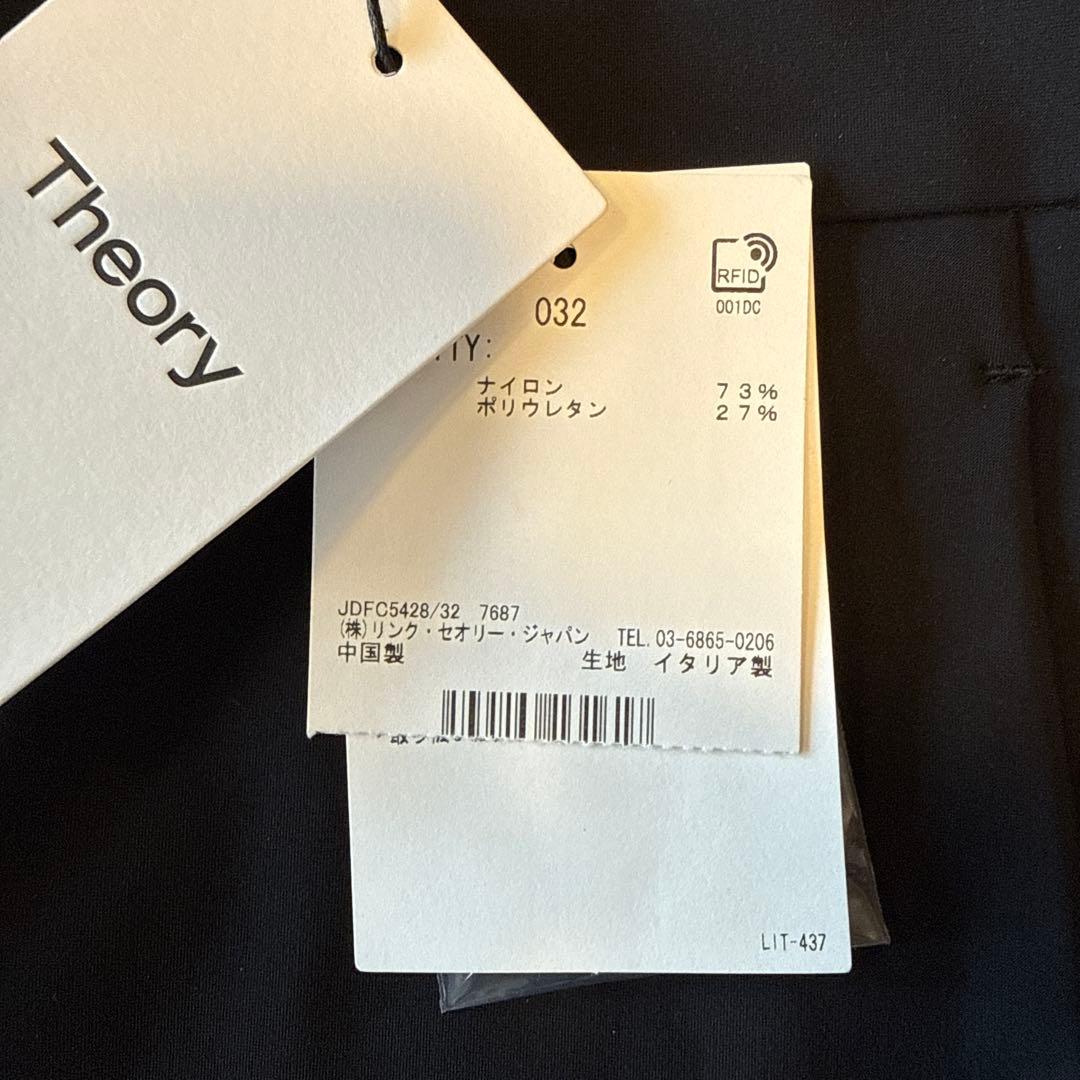 Theory
RFID
001DC
032
TY:
ナイロン 73%
ポリウレタン 27%
JDFC5428/32 7687
(株)リンク・セオリー・ジャパン TEL.03-6865-0206
中国製 生地 イタリア製
LIT-437